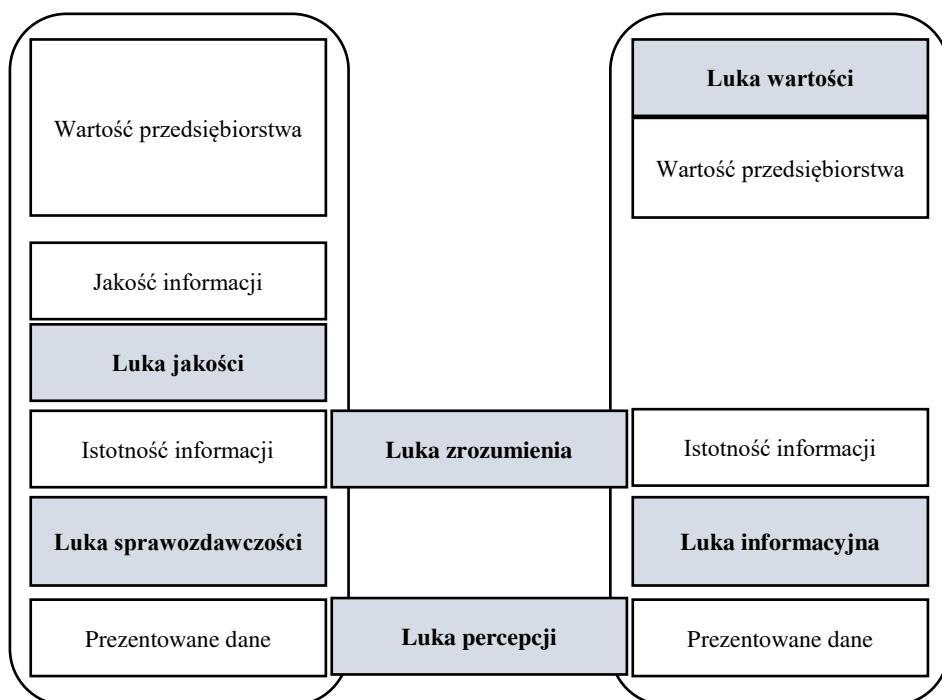 Wartość przedsiębiorstwa
Luka wartości
Wartość przedsiębiorstwa
Jakość informacji
Luka jakości
Istotność informacji
Luka zrozumienia
Istotność informacji
Luka sprawozdawczości
Luka informacyjna
Prezentowane dane
Luka percepcji
Prezentowane dane